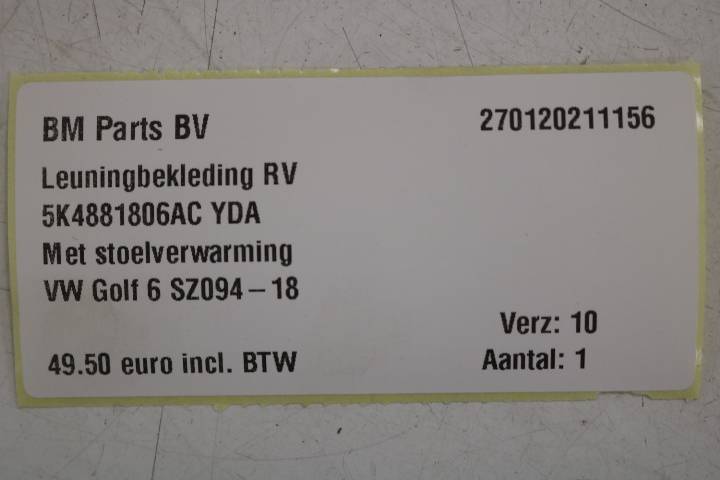 BM Parts BV
270120211156
Leuningbekleding RV
5K4881806AC YDA
Met stoelverwarming
VW Golf 6 SZ094 – 18
Verz: 10
49.50 euro incl. BTW
Aantal: 1